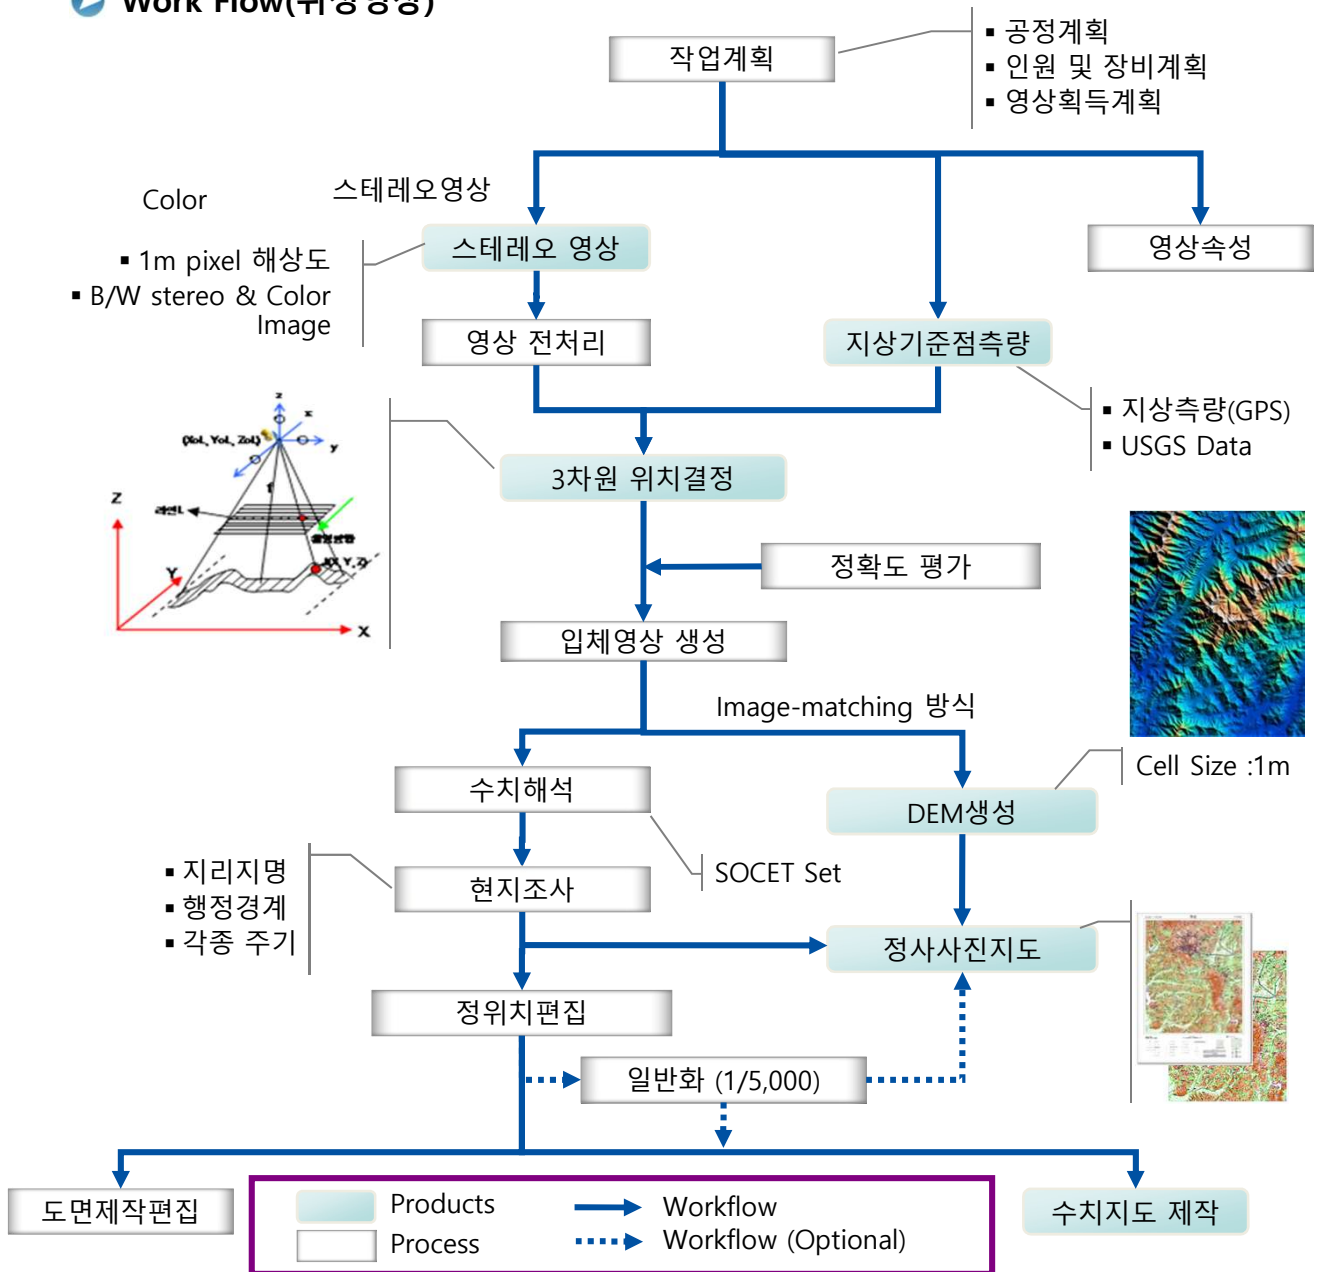 Work Flow(위성영상)
작업계획
▪ 공정계획
▪ 인원 및 장비계획
▪ 영상획득계획
Color
스테레오영상
스테레오 영상
▪ 1m pixel 해상도
▪ B/W stereo & Color
Image
영상속성
영상 전처리
지상기준점측량
▪ 지상측량(GPS)
▪ USGS Data
z
x
y
(XoL, YoL, ZoL)
f
Z
Y
X
3차원 위치결정
정확도 평가
입체영상 생성
Image-matching 방식
Cell Size :1m
수치해석
DEM생성
SOCET Set
▪ 지리지명
▪ 행정경계
▪ 각종 주기
현지조사
정사사진지도
정위치편집
일반화 (1/5,000)
도면제작편집
Products
Process
Workflow
Workflow (Optional)
수치지도 제작